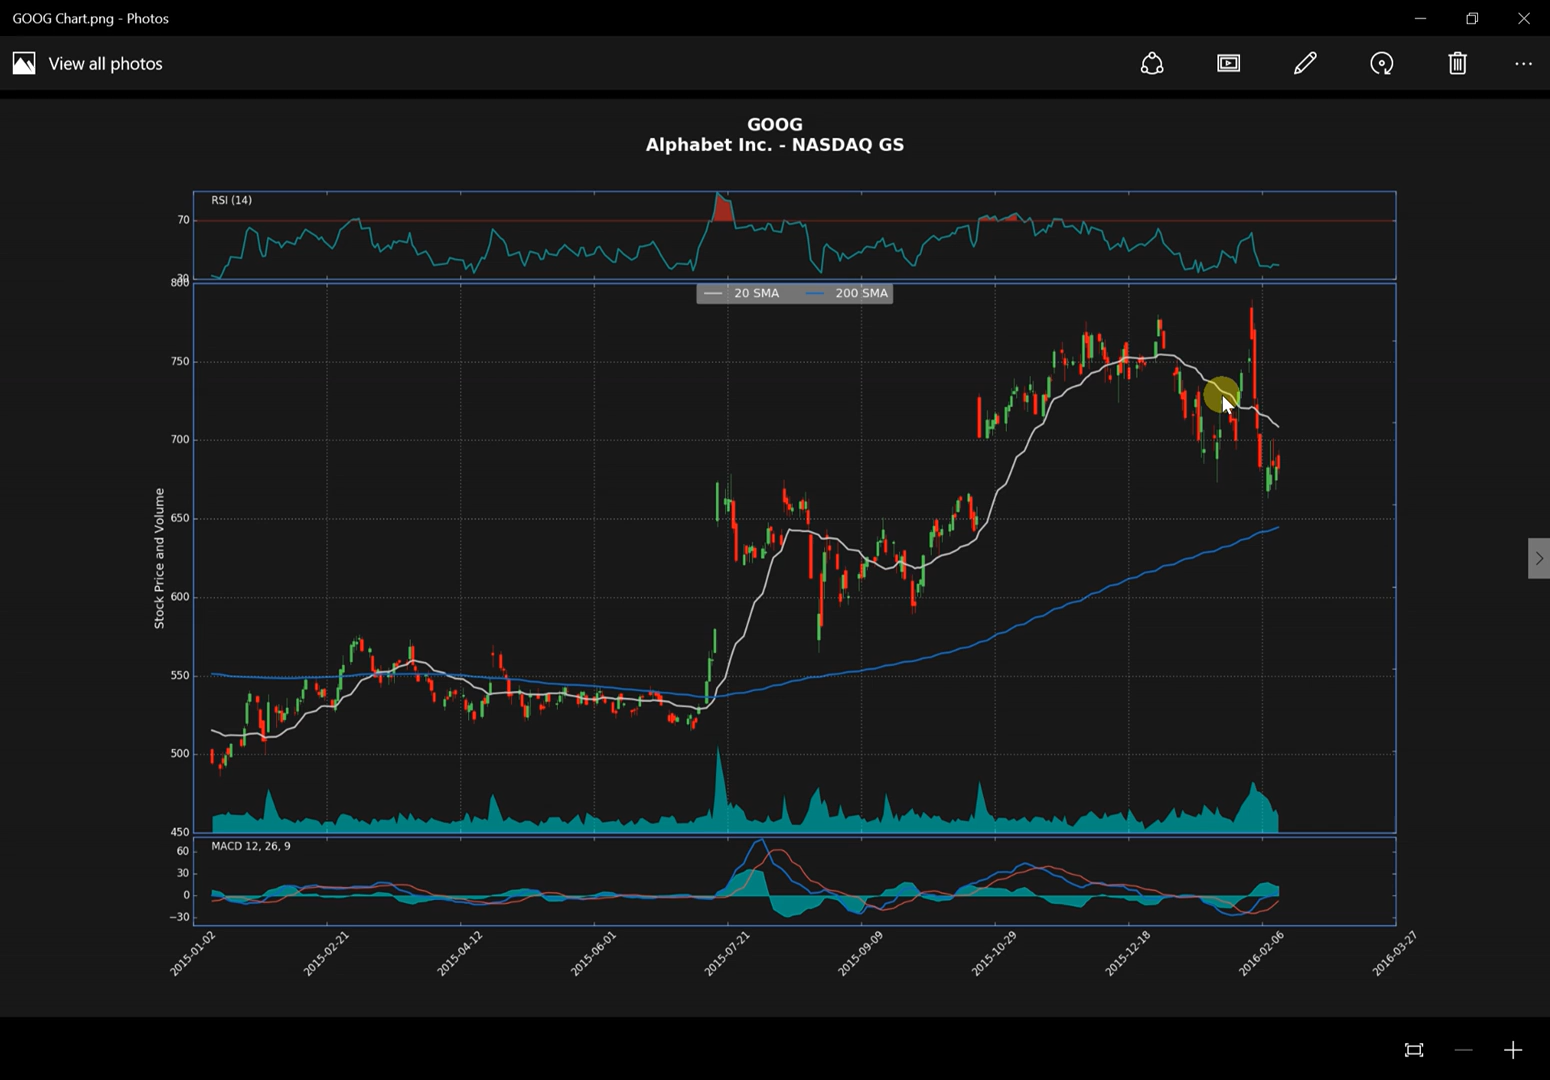 GOOG Chart.png - Photos
View all photos
GOOG
Alphabet Inc. - NASDAQ GS
RSI (14)
70
30
800
20 SMA 200 SMA
750
700
650
600
550
500
450
Stock Price and Volume
MACD 12, 26, 9
60
30
0
−30
2015-01-02 2015-02-21 2015-04-12 2015-06-01 2015-07-21 2015-09-09 2015-10-29 2015-12-18 2016-02-06 2016-03-27